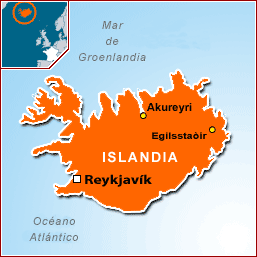 Mar
de
Groenlandia
Akureyri
Egilsstaðir
ISLANDIA
Reykjavík
Océano
Atlántico